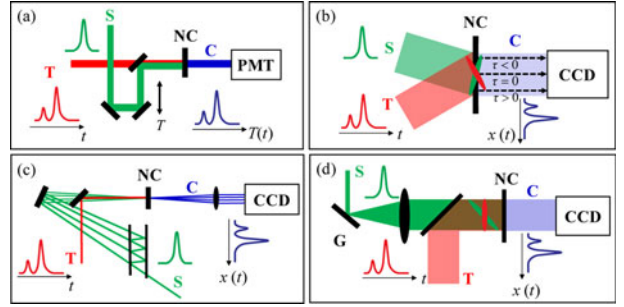 (a)
S
NC
T
C
PMT
t
T
T(t)
(b)
NC
C
S
τ < 0
τ = 0
τ > 0
CCD
T
t
x (t)
(c)
NC
C
CCD
T
S
t
x (t)
(d)
S
NC
C
CCD
G
T
t
x (t)